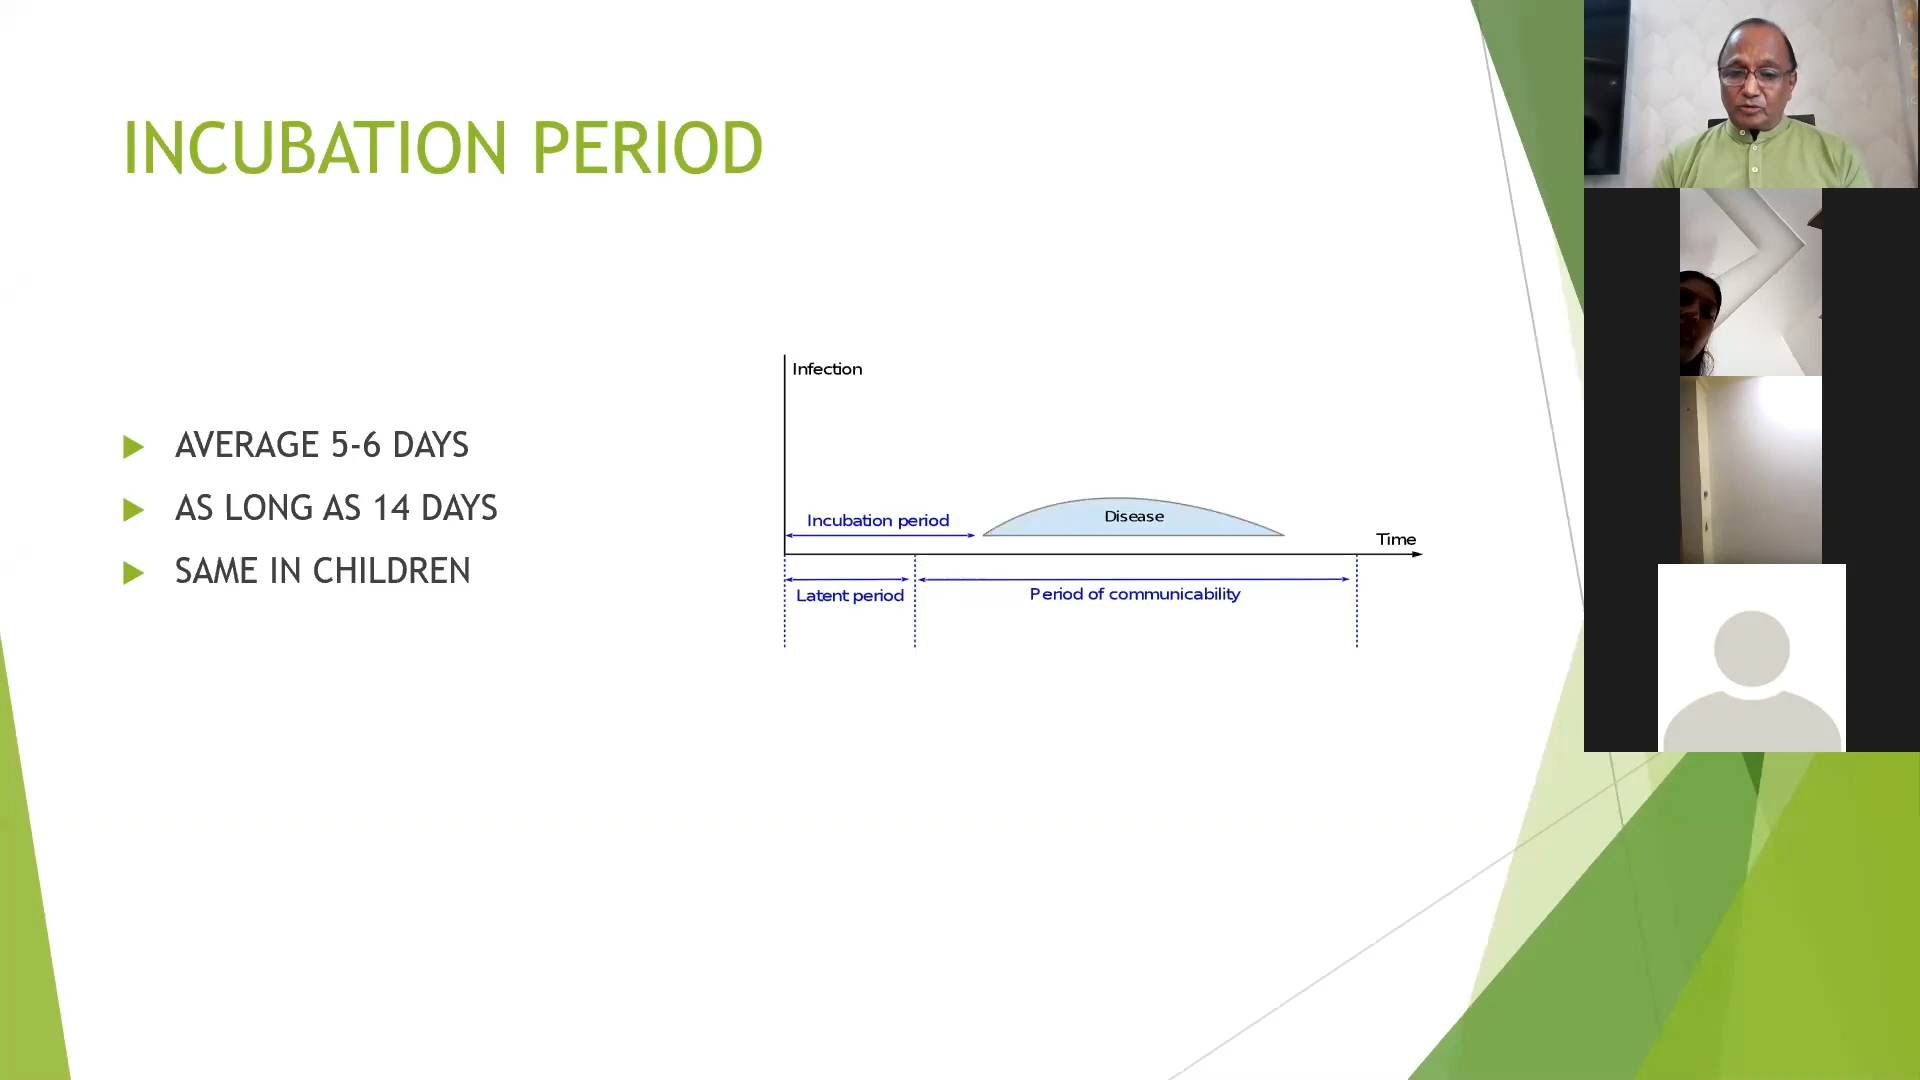 INCUBATION PERIOD
AVERAGE 5-6 DAYS
AS LONG AS 14 DAYS
SAME IN CHILDREN
Infection
Incubation period
Disease
Time
Latent period
Period of communicability